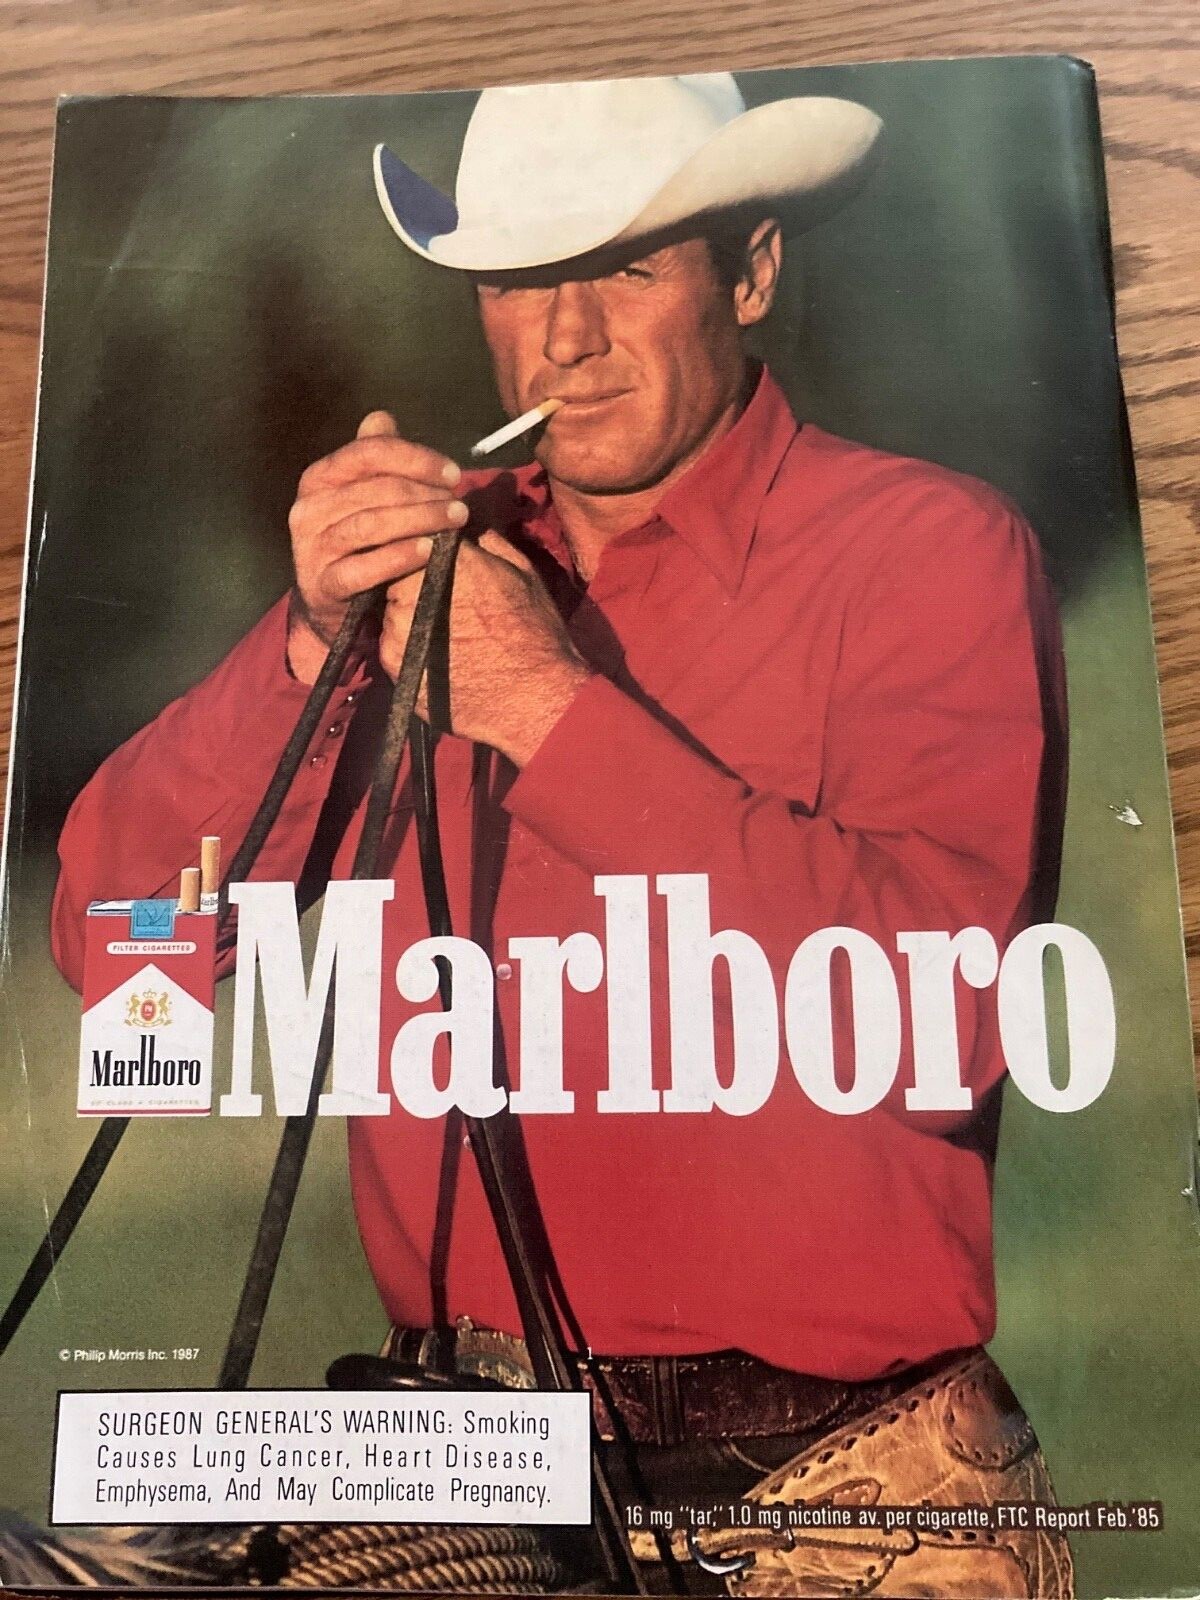 FILTER CIGARETTES
Marlboro
Marlboro
© Philip Morris Inc. 1987
1
SURGEON GENERAL'S WARNING: Smoking
Causes Lung Cancer, Heart Disease,
Emphysema, And May Complicate Pregnancy.
16 mg "tar," 1.0 mg nicotine av. per cigarette, FTC Report Feb.'85